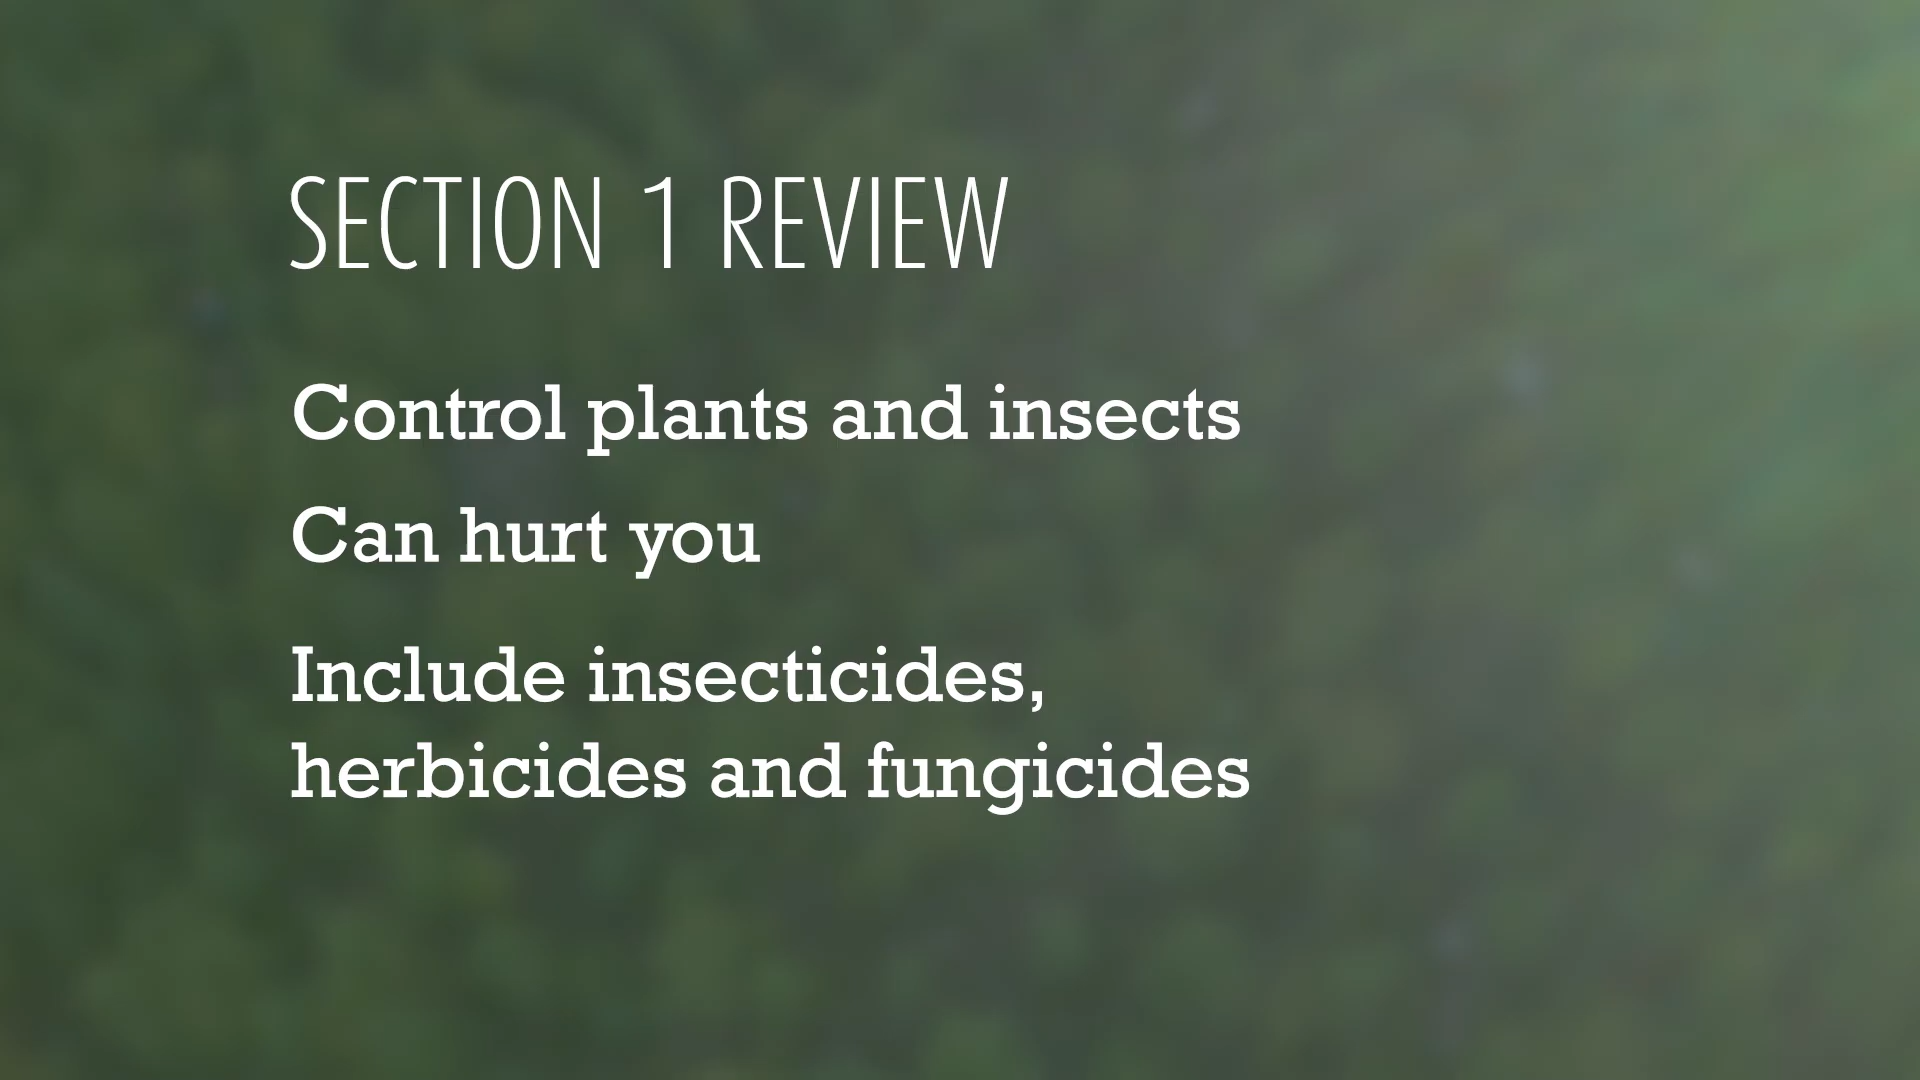 SECTION 1 REVIEW
Control plants and insects
Can hurt you
Include insecticides,
herbicides and fungicides